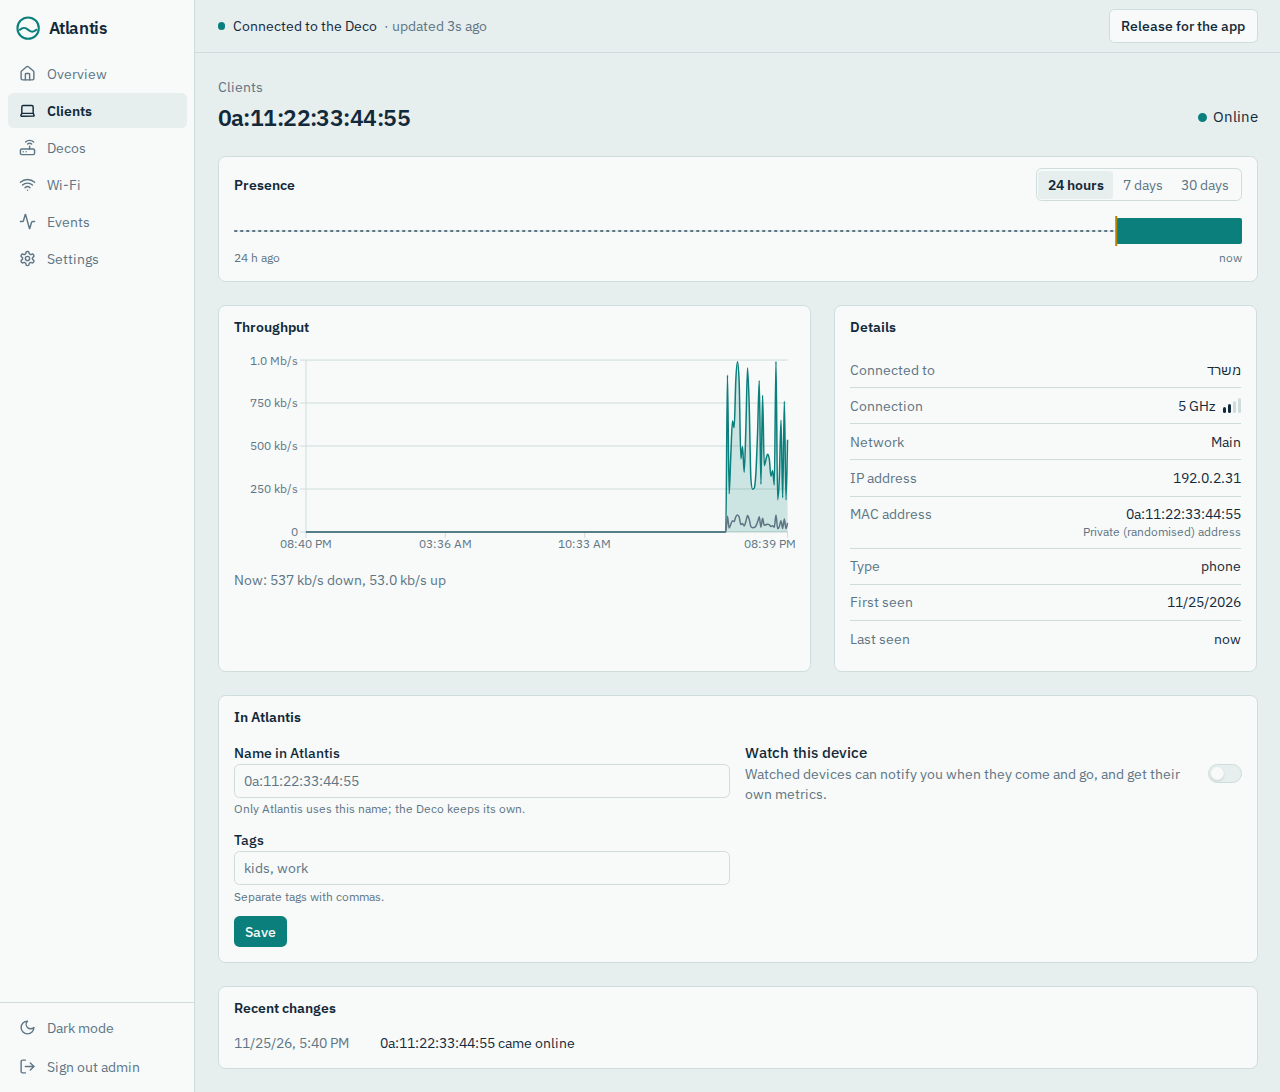 Atlantis
Overview
Clients
Decos
Wi-Fi
Events
Settings
Dark mode
Sign out admin
Connected to the Deco · updated 3s ago
Release for the app
Clients
0a:11:22:33:44:55
Online
Presence
24 hours 7 days 30 days
24 h ago
now
Throughput
1.0 Mb/s
750 kb/s
500 kb/s
250 kb/s
0
08:40 PM 03:36 AM 10:33 AM 08:39 PM
Now: 537 kb/s down, 53.0 kb/s up
Details
Connected to משרד
Connection 5 GHz
Network Main
IP address 192.0.2.31
MAC address 0a:11:22:33:44:55
Private (randomised) address
Type phone
First seen 11/25/2026
Last seen now
In Atlantis
Name in Atlantis
0a:11:22:33:44:55
Only Atlantis uses this name; the Deco keeps its own.
Tags
kids, work
Separate tags with commas.
Save
Watch this device
Watched devices can notify you when they come and go, and get their
own metrics.
Recent changes
11/25/26, 5:40 PM 0a:11:22:33:44:55 came online